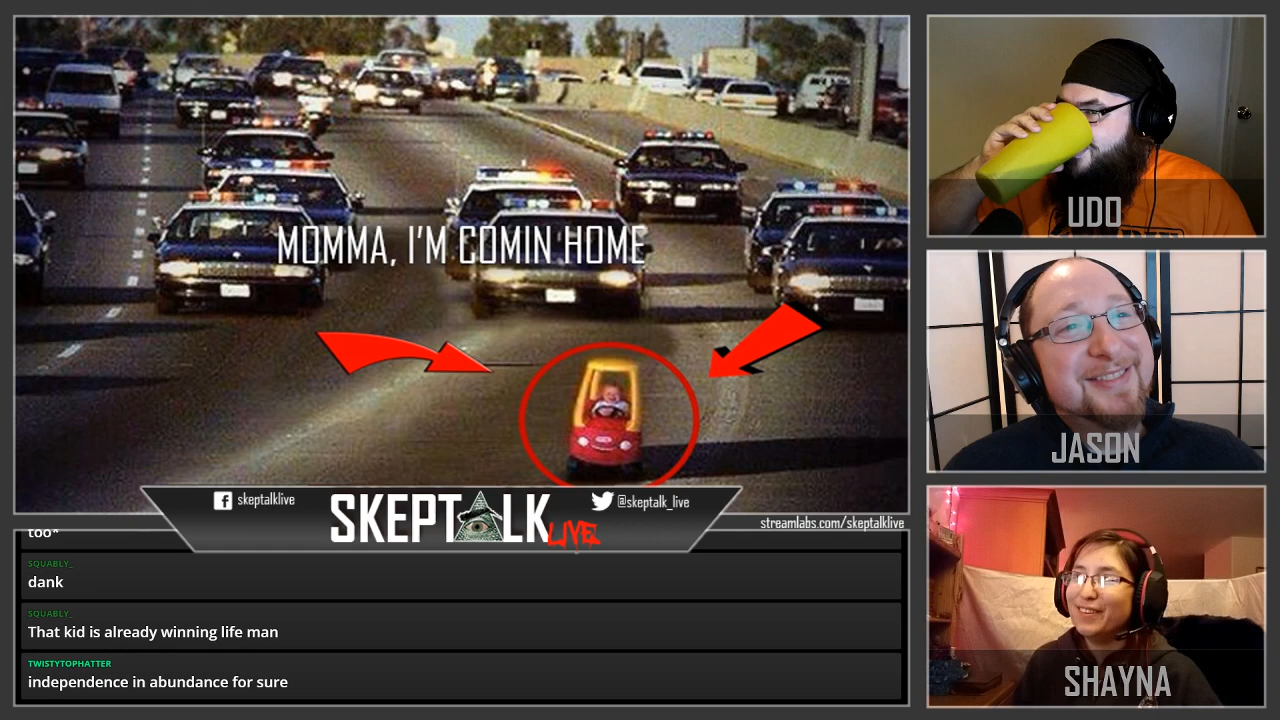 MOMMA, I'M COMIN HOME
skeptalklive
SKEPTALK
LIVE
@skeptalk_live
streamlabs.com/skeptalklive
too*
SQUABLY_
dank
SQUABLY_
That kid is already winning life man
TWISTYTOPHATTER
independence in abundance for sure
UDO
JASON
SHAYNA